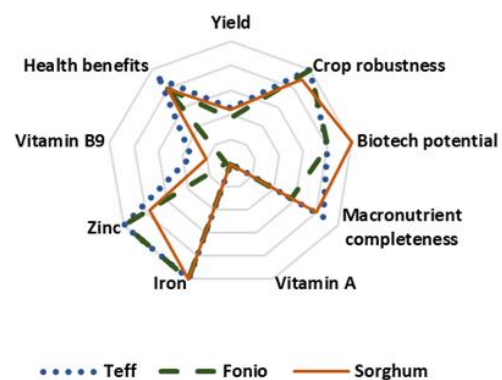 Yield
Health benefits
Crop robustness
Vitamin B9
Biotech potential
Zinc
Macronutrient
completeness
Iron
Vitamin A
Teff
Fonio
Sorghum